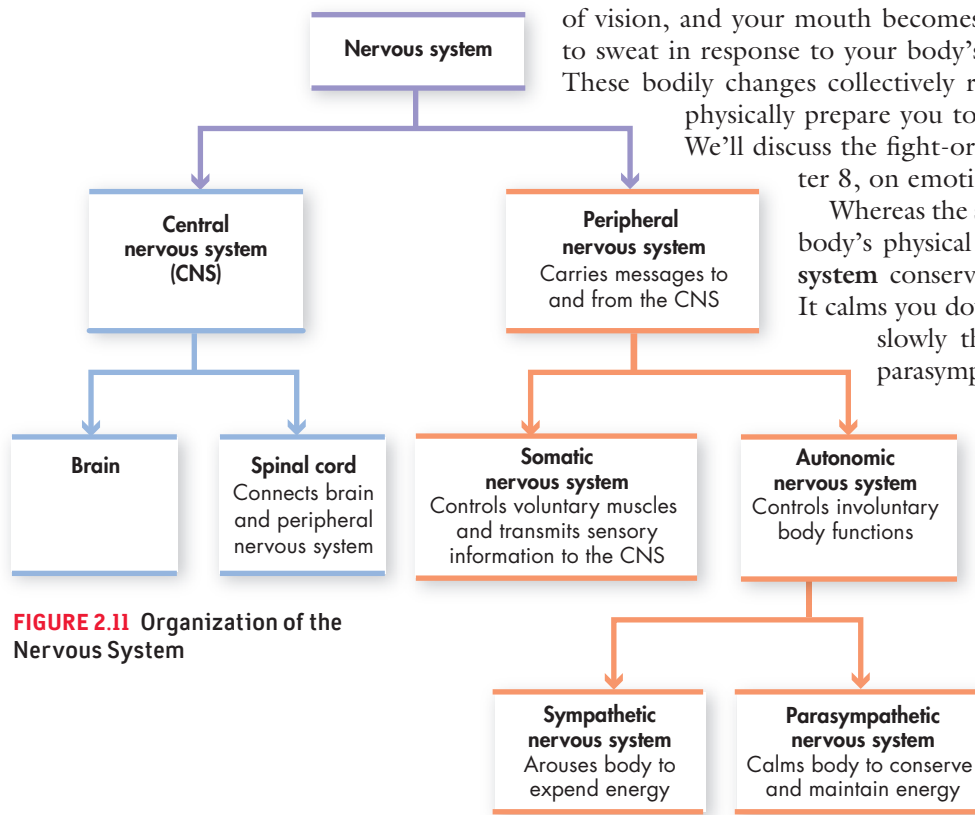 of vision, and your mouth becomes
to sweat in response to your body’s
These bodily changes collectively r
physically prepare you to
We’ll discuss the fight-or
ter 8, on emoti
Whereas the
body’s physical
system conserv
It calms you do
slowly th
parasymp
Nervous system
Central
nervous system
(CNS)
Peripheral
nervous system
Carries messages to
and from the CNS
Brain
Spinal cord
Connects brain
and peripheral
nervous system
Somatic
nervous system
Controls voluntary muscles
and transmits sensory
information to the CNS
Autonomic
nervous system
Controls involuntary
body functions
FIGURE 2.11 Organization of the
Nervous System
Sympathetic
nervous system
Arouses body to
expend energy
Parasympathetic
nervous system
Calms body to conserve
and maintain energy